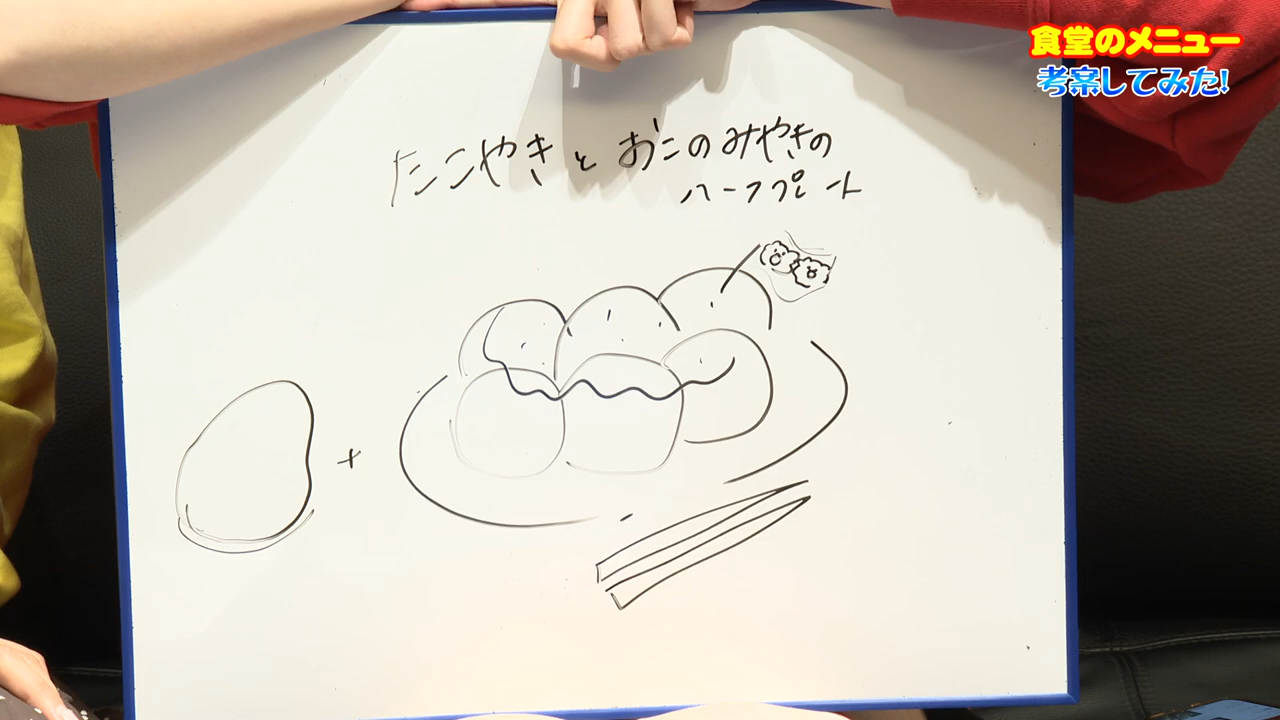 食堂のメニュー
考案してみた!
たこやきとおこのみやきの
ハーフプレート
+